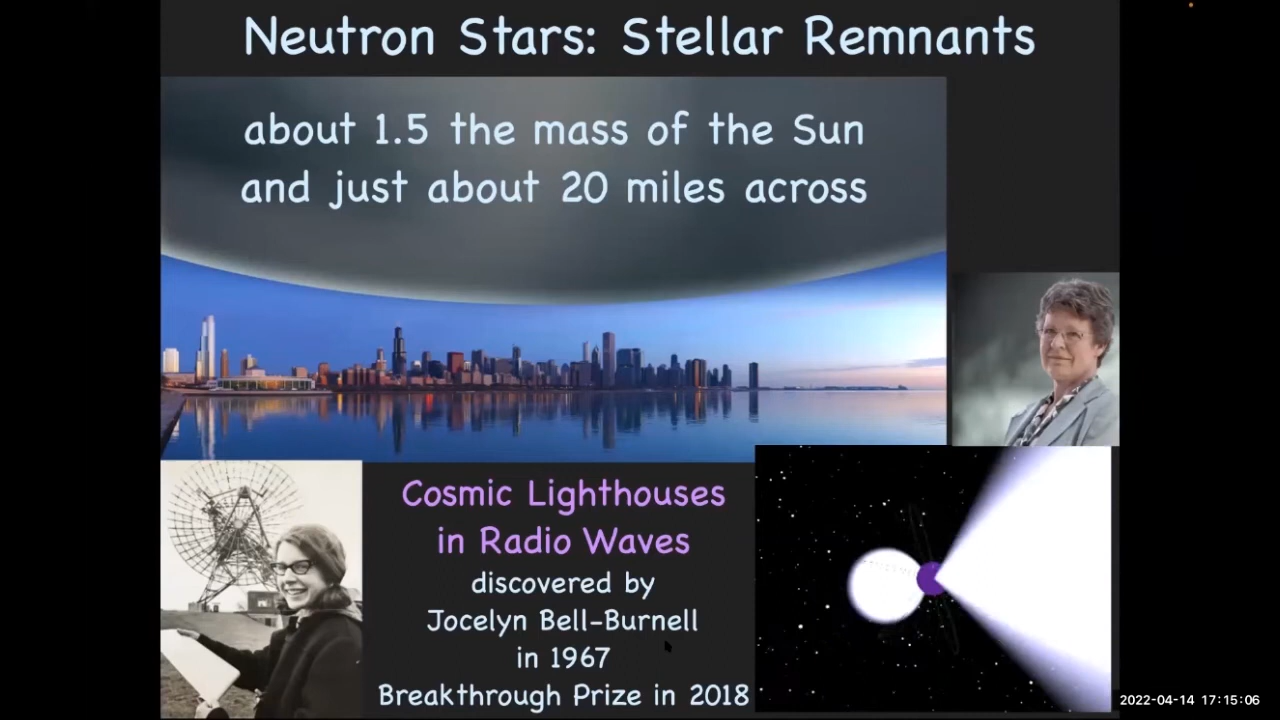 Neutron Stars: Stellar Remnants
about 1.5 the mass of the Sun
and just about 20 miles across
Cosmic Lighthouses
in Radio Waves
discovered by
Jocelyn Bell-Burnell
in 1967
Breakthrough Prize in 2018
2022-04-14 17:15:06